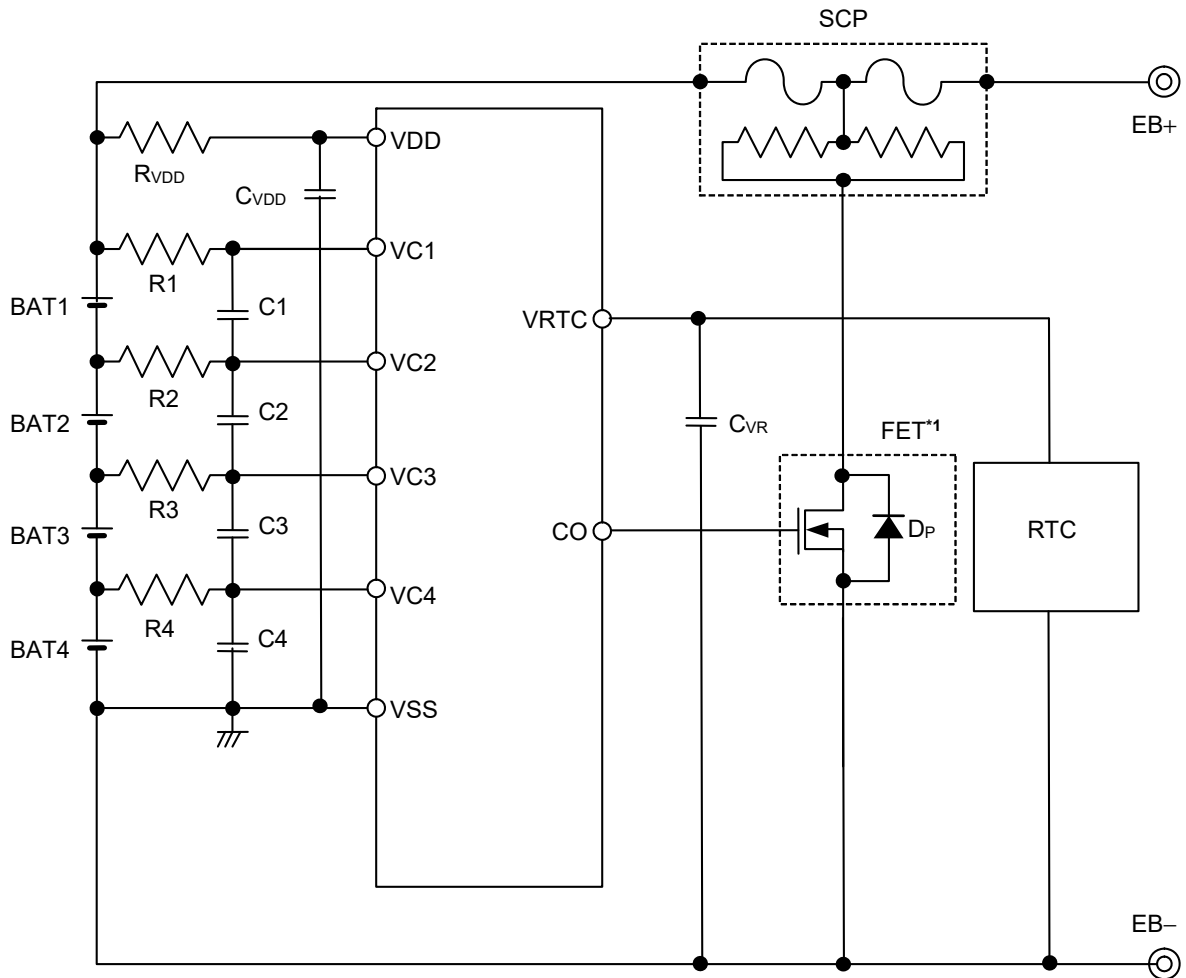 SCP
EB+
VDD
RVDD
CVDD
VC1
R1
BAT1
C1
VRTC
VC2
R2
BAT2
C2
CVR
FET*1
VC3
R3
BAT3
C3
CO
DP
RTC
VC4
R4
BAT4
C4
VSS
EB−